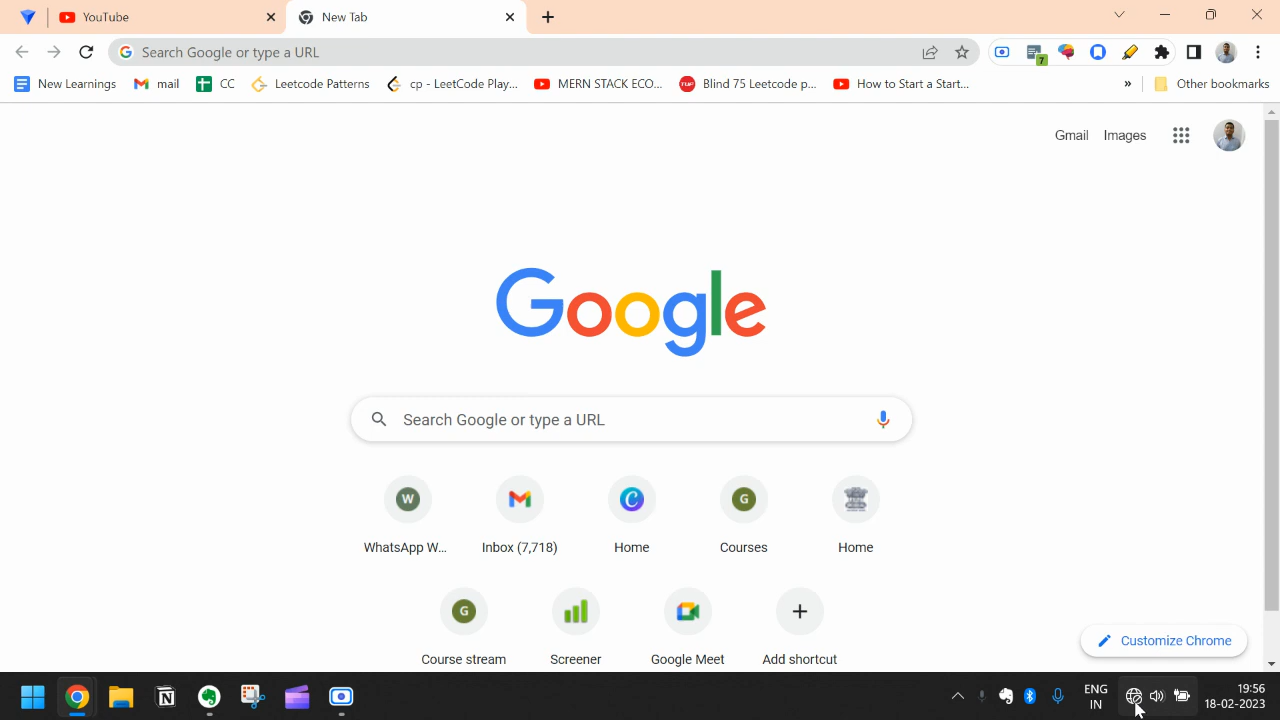 YouTube
New Tab
Search Google or type a URL
7
New Learnings
mail
CC
Leetcode Patterns
cp - LeetCode Play...
MERN STACK ECO...
TUF
Blind 75 Leetcode p...
How to Start a Start...
»
Other bookmarks
Gmail
Images
Google
Search Google or type a URL
W
G
WhatsApp W...
Inbox (7,718)
Home
Courses
Home
G
Course stream
Screener
Google Meet
Add shortcut
Customize Chrome
ENG
IN
19:56
18-02-2023